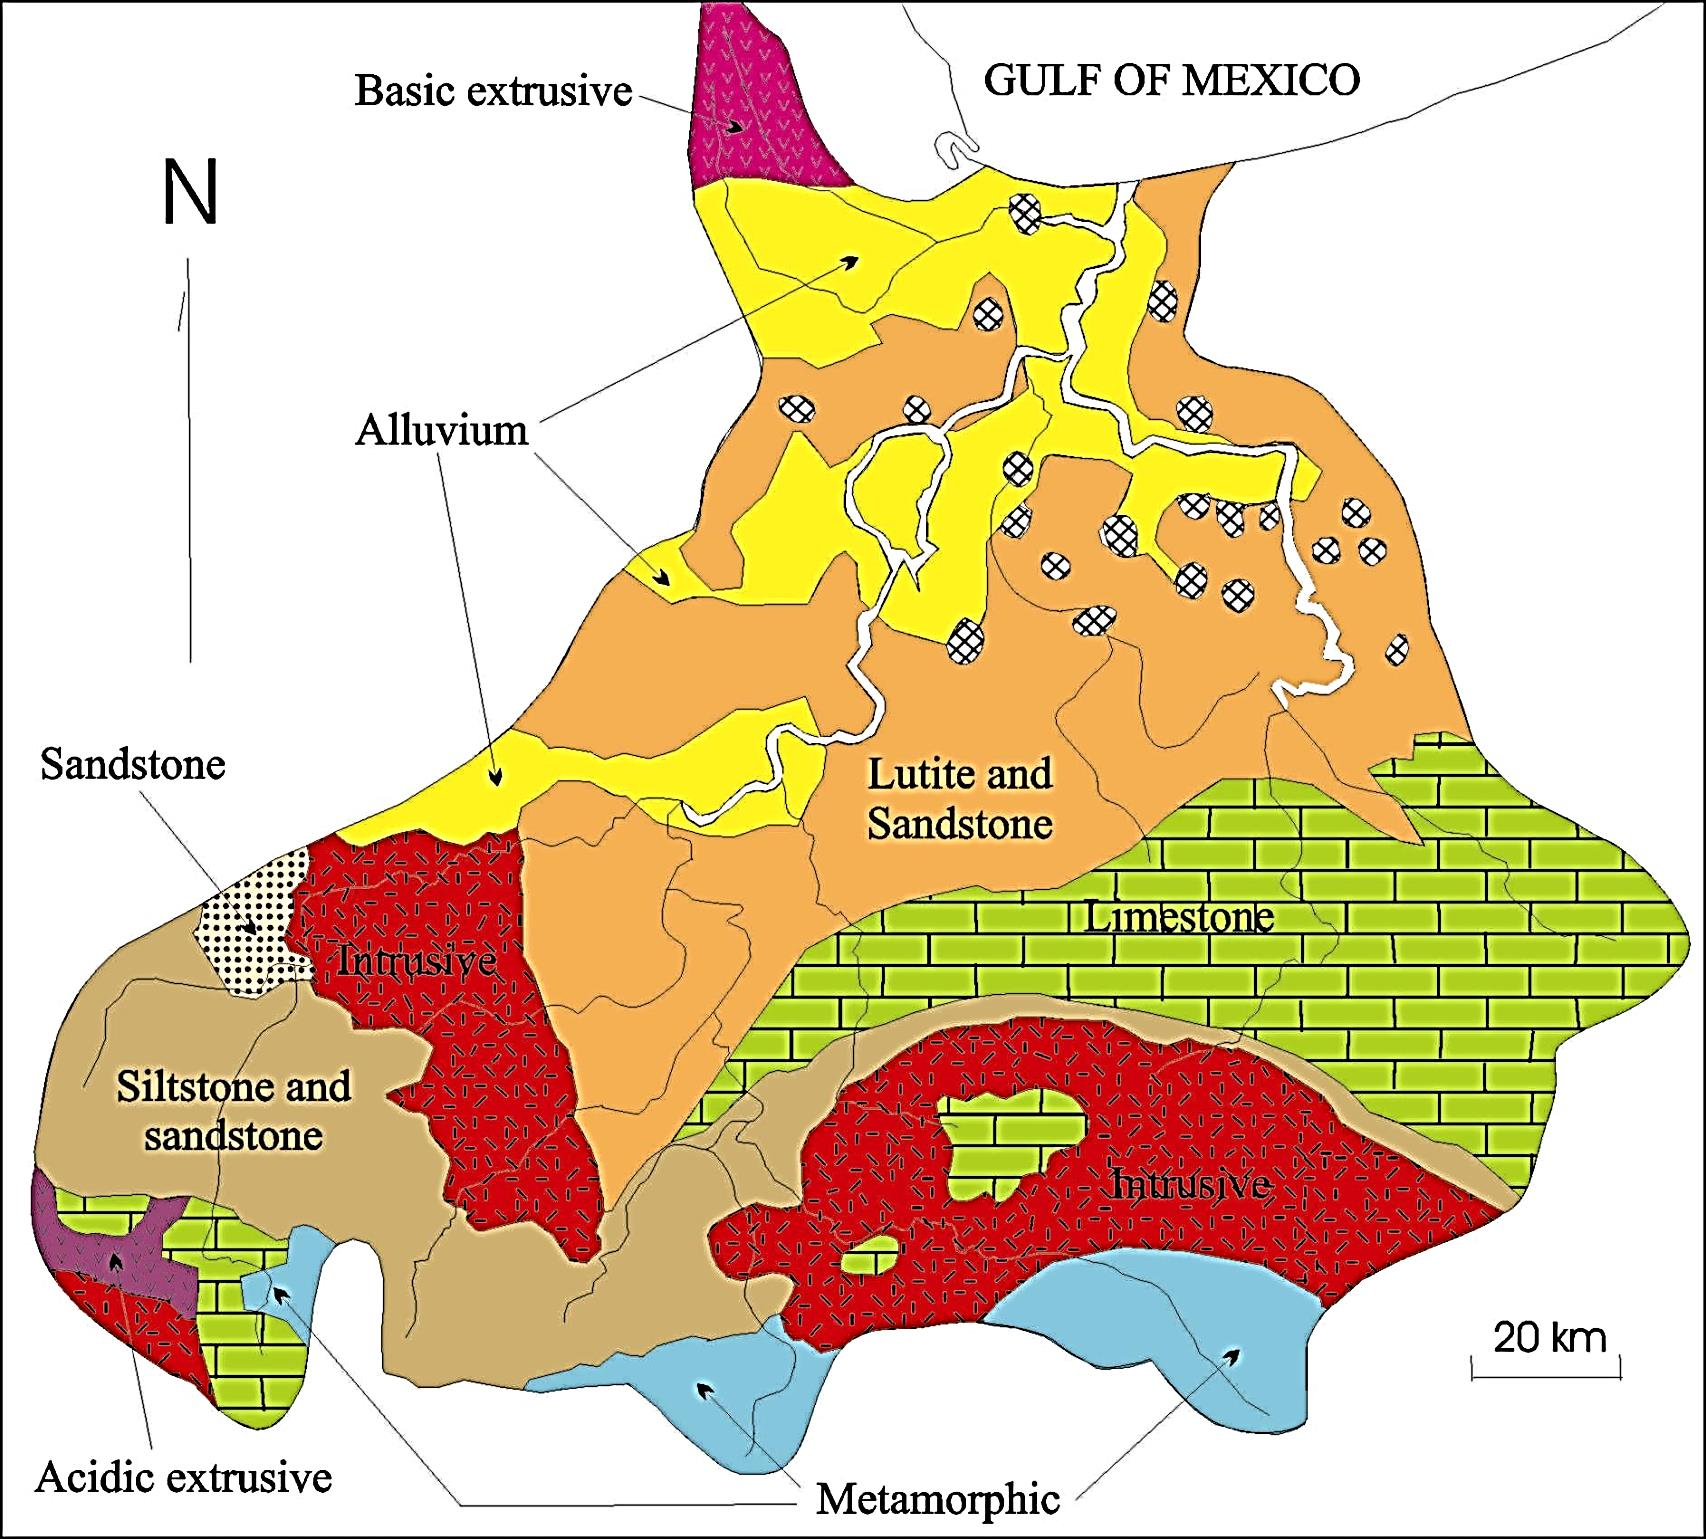 Basic extrusive
GULF OF MEXICO
N
Alluvium
Sandstone
Lutite and
Sandstone
Limestone
Intrusive
Siltstone and
sandstone
Intrusive
20 km
Acidic extrusive
Metamorphic